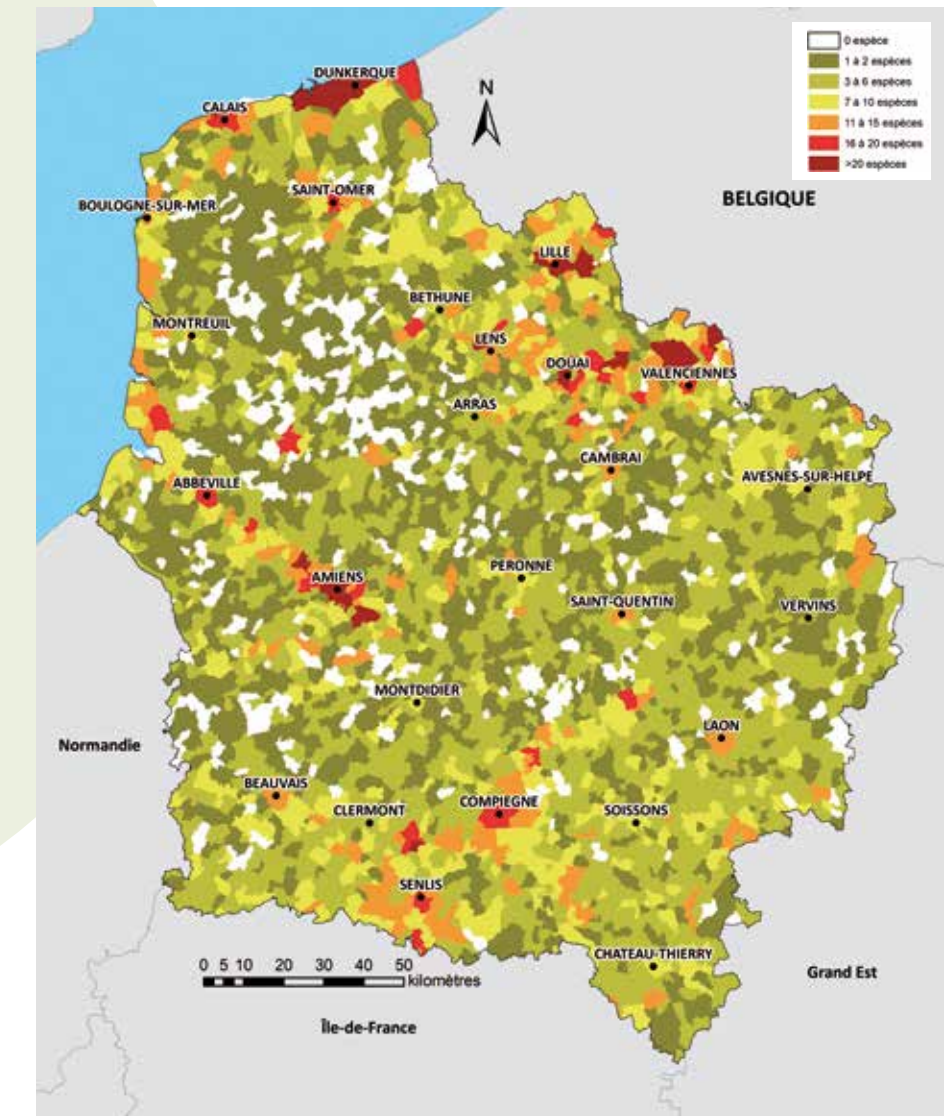 0 espèce
1 à 2 espèces
3 à 6 espèces
7 à 10 espèces
11 à 15 espèces
16 à 20 espèces
>20 espèces
DUNKERQUE
N
CALAIS
SAINT-OMER
BELGIQUE
BOULOGNE-SUR-MER
LILLE
BETHUNE
MONTREUIL
LENS
DOUAI
VALENCIENNES
ARRAS
CAMBRAI
AVESNES-SUR-HELPE
ABBEVILLE
PERONNE
AMIENS
SAINT-QUENTIN
VERVINS
MONTDIDIER
LAON
Normandie
BEAUVAIS
COMPIEGNE
CLERMONT
SOISSONS
SENLIS
CHATEAU-THIERRY
Grand Est
0 5 10 20 30 40 50
kilomètres
Île-de-France